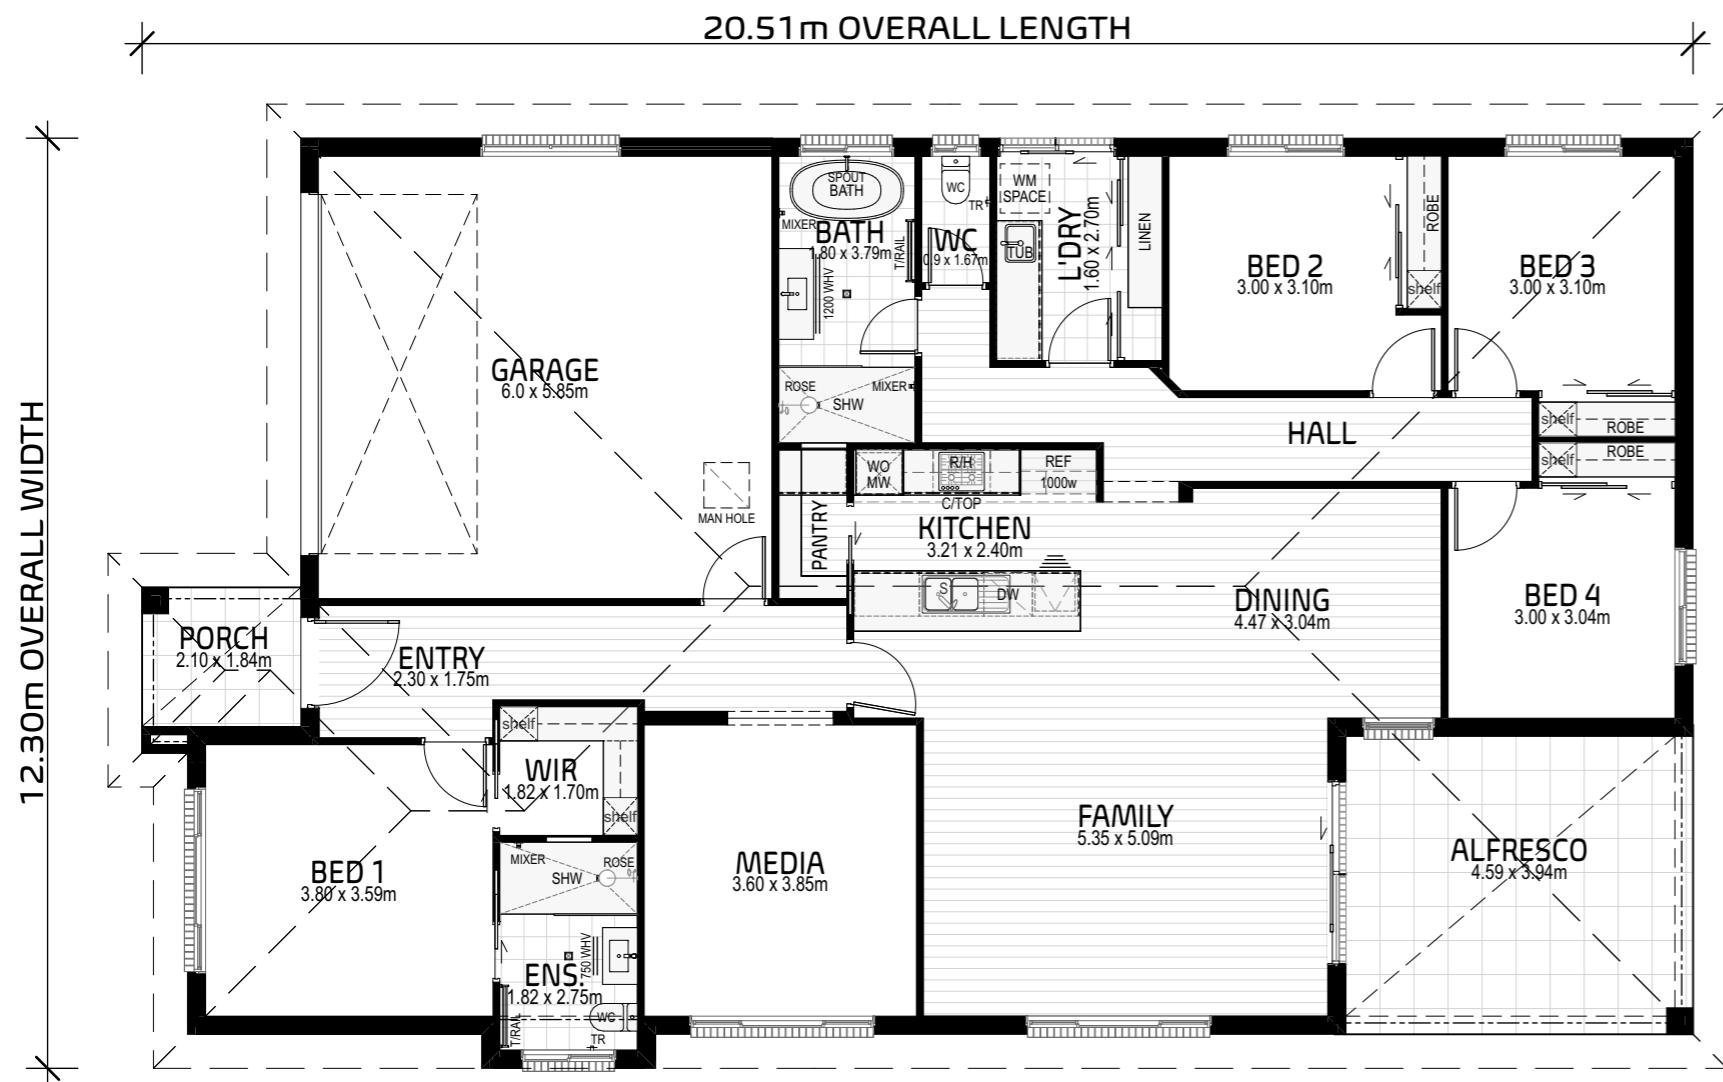 20.51m OVERALL LENGTH
12.30m OVERALL WIDTH
SPOUT
BATH
MIXER
BATH
1.80 x 3.79m
T/RAIL
1200 WHV
WC
TR
WC
0.9 x 1.67m
WM
SPACE
TUB
L'DRY
1.60 x 2.70m
LINEN
BED 2
3.00 x 3.10m
ROBE
shelf
BED 3
3.00 x 3.10m
GARAGE
6.0 x 5.85m
ROSE
MIXER
SHW
HALL
shelf
ROBE
shelf
ROBE
WO
MW
R/H
REF
1000w
C/TOP
MAN HOLE
PANTRY
KITCHEN
3.21 x 2.40m
S
DW
DINING
4.47 x 3.04m
BED 4
3.00 x 3.04m
PORCH
2.10 x 1.84m
ENTRY
2.30 x 1.75m
shelf
WIR
1.82 x 1.70m
shelf
FAMILY
5.35 x 5.09m
ALFRESCO
4.59 x 3.94m
MIXER
ROSE
SHW
BED 1
3.80 x 3.59m
MEDIA
3.60 x 3.85m
750 WHV
ENS.
1.82 x 2.75m
WC
T/RAIL
TR